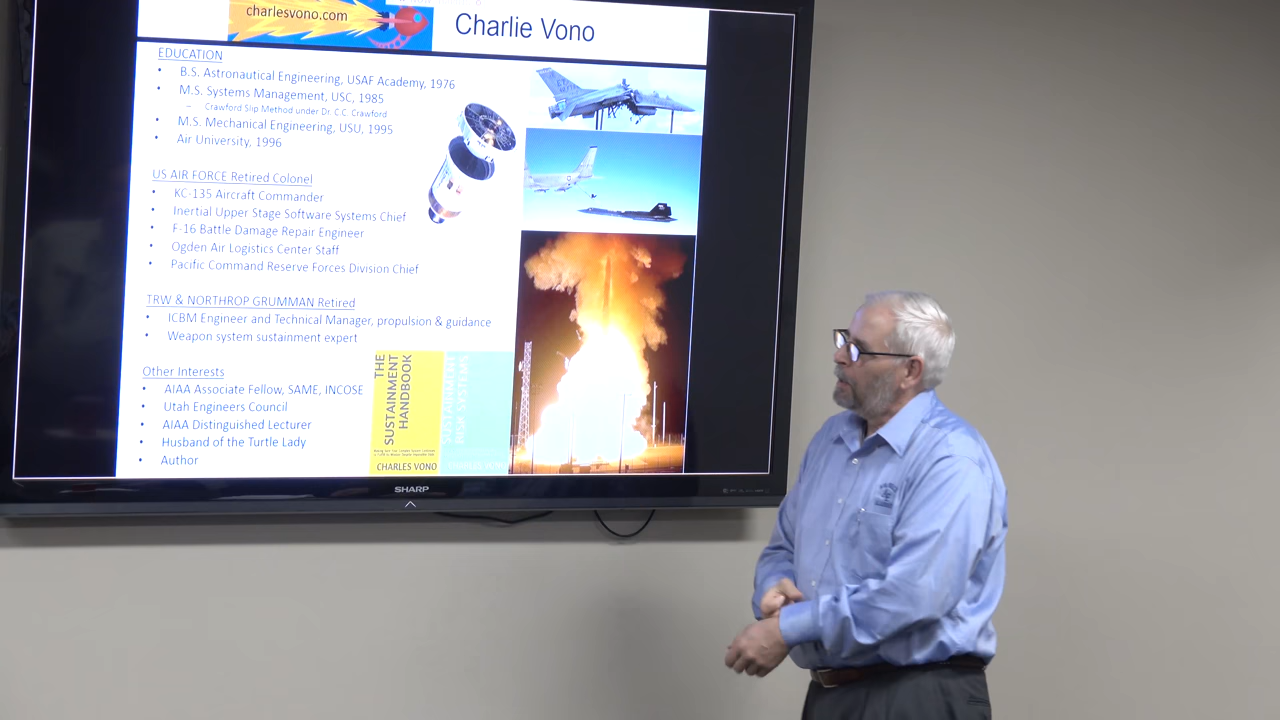 charlesvono.com
Charlie Vono
EDUCATION
• B.S. Astronautical Engineering, USAF Academy, 1976
• M.S. Systems Management, USC, 1985
– Crawford Slip Method under Dr. C.C. Crawford
• M.S. Mechanical Engineering, USU, 1995
• Air University, 1996
US AIR FORCE Retired Colonel
• KC-135 Aircraft Commander
• Inertial Upper Stage Software Systems Chief
• F-16 Battle Damage Repair Engineer
• Ogden Air Logistics Center Staff
• Pacific Command Reserve Forces Division Chief
TRW & NORTHROP GRUMMAN Retired
• ICBM Engineer and Technical Manager, propulsion & guidance
• Weapon system sustainment expert
Other Interests
• AIAA Associate Fellow, SAME, INCOSE
• Utah Engineers Council
• AIAA Distinguished Lecturer
• Husband of the Turtle Lady
• Author
THE
SUSTAINMENT
HANDBOOK
CHARLES VONO
SUSTAINMENT
CHARLES VONO
SHARP